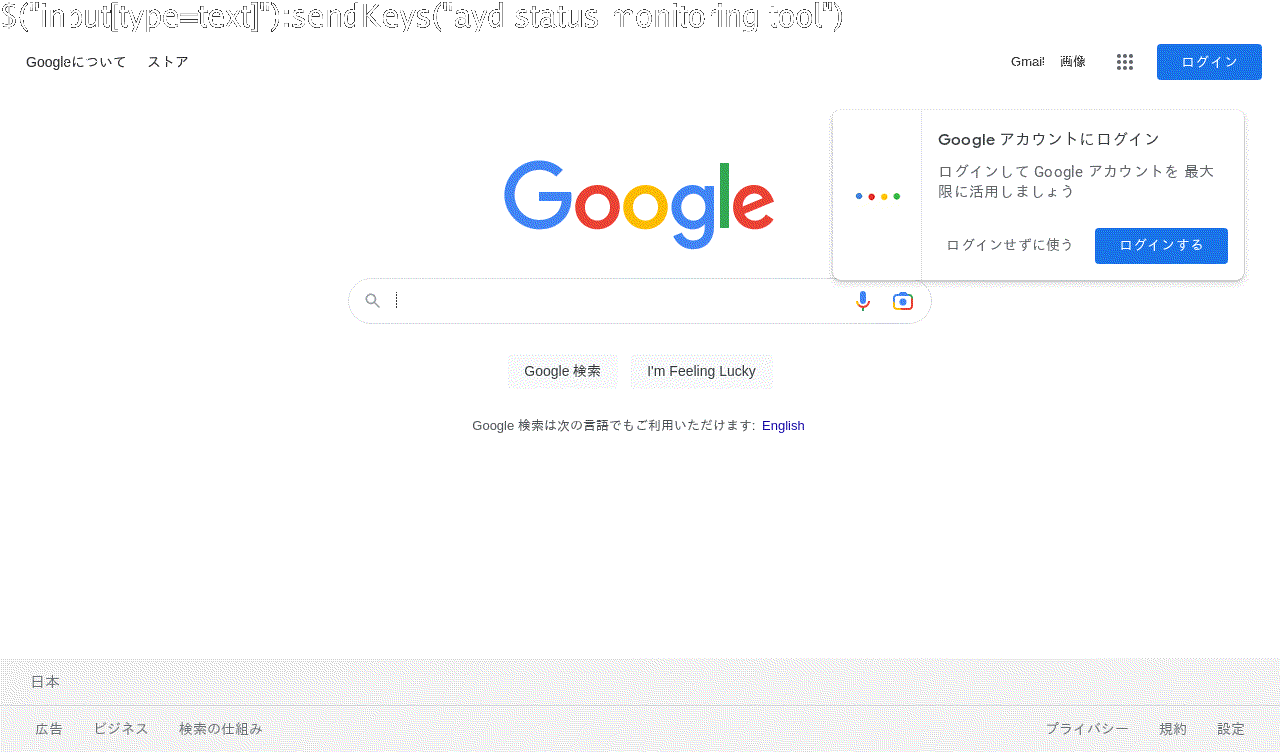 $("input[type=text]"):sendKeys("ayd status monitoring tool")
Googleについて ストア
Gmail 画像 ログイン
Google アカウントにログイン
ログインして Google アカウントを 最大
限に活用しましょう
ログインせずに使う ログインする
Google
Google 検索 I'm Feeling Lucky
Google 検索は次の言語でもご利用いただけます: English
日本
広告 ビジネス 検索の仕組み
プライバシー 規約 設定